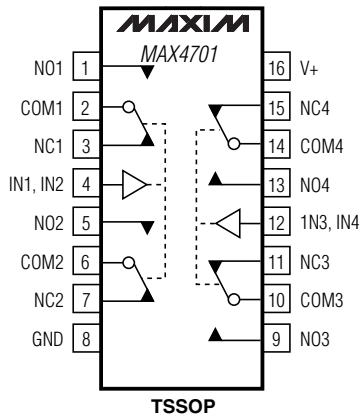 MAXIM
MAX4701
NO1 1
COM1 2
NC1 3
IN1, IN2 4
NO2 5
COM2 6
NC2 7
GND 8
16 V+
15 NC4
14 COM4
13 NO4
12 1N3, IN4
11 NC3
10 COM3
9 NO3
TSSOP